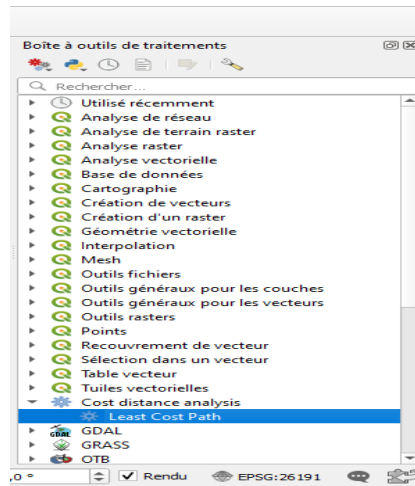 Boîte à outils de traitements
Rechercher...
Utilisé récemment
Analyse de réseau
Analyse de terrain raster
Analyse raster
Analyse vectorielle
Base de données
Cartographie
Création de vecteurs
Création d'un raster
Géométrie vectorielle
Interpolation
Mesh
Outils fichiers
Outils généraux pour les couches
Outils généraux pour les vecteurs
Outils rasters
Points
Recouvrement de vecteur
Sélection dans un vecteur
Table vecteur
Tuiles vectorielles
Cost distance analysis
Least Cost Path
GDAL GDAL
GRASS
OTB
,0 ° Rendu EPSG:26191